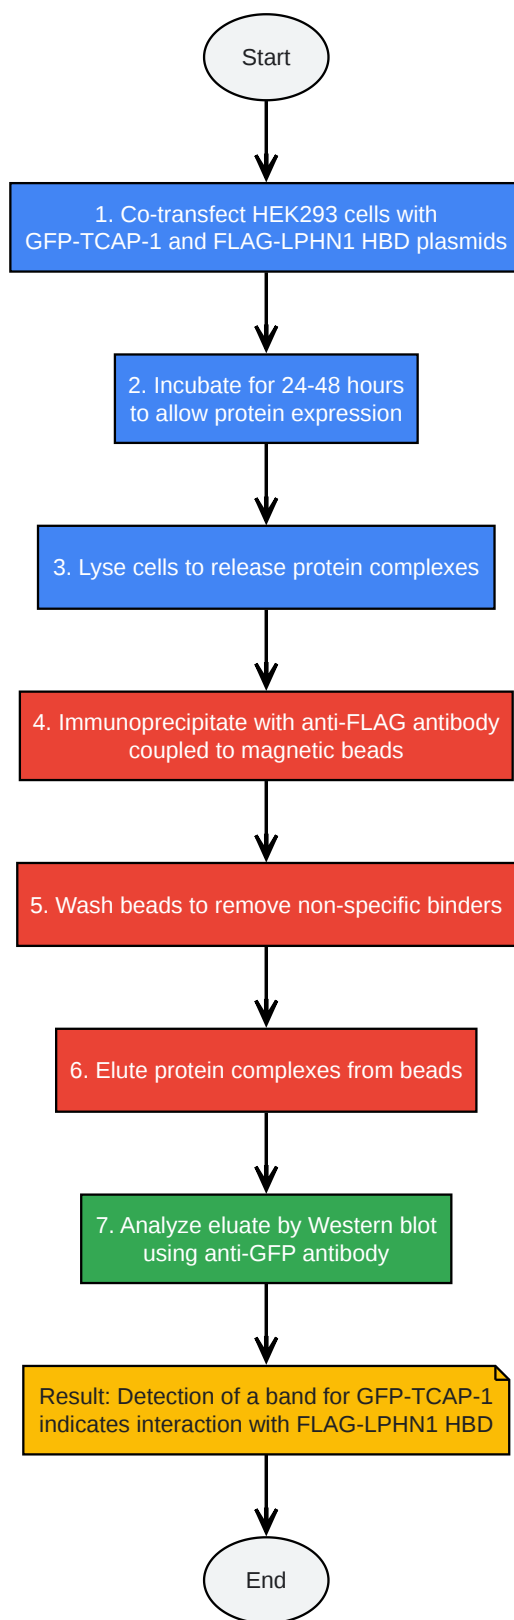 Start
1. Co-transfect HEK293 cells with
GFP-TCAP-1 and FLAG-LPHN1 HBD plasmids
2. Incubate for 24-48 hours
to allow protein expression
3. Lyse cells to release protein complexes
4. Immunoprecipitate with anti-FLAG antibody
coupled to magnetic beads
5. Wash beads to remove non-specific binders
6. Elute protein complexes from beads
7. Analyze eluate by Western blot
using anti-GFP antibody
Result: Detection of a band for GFP-TCAP-1
indicates interaction with FLAG-LPHN1 HBD
End